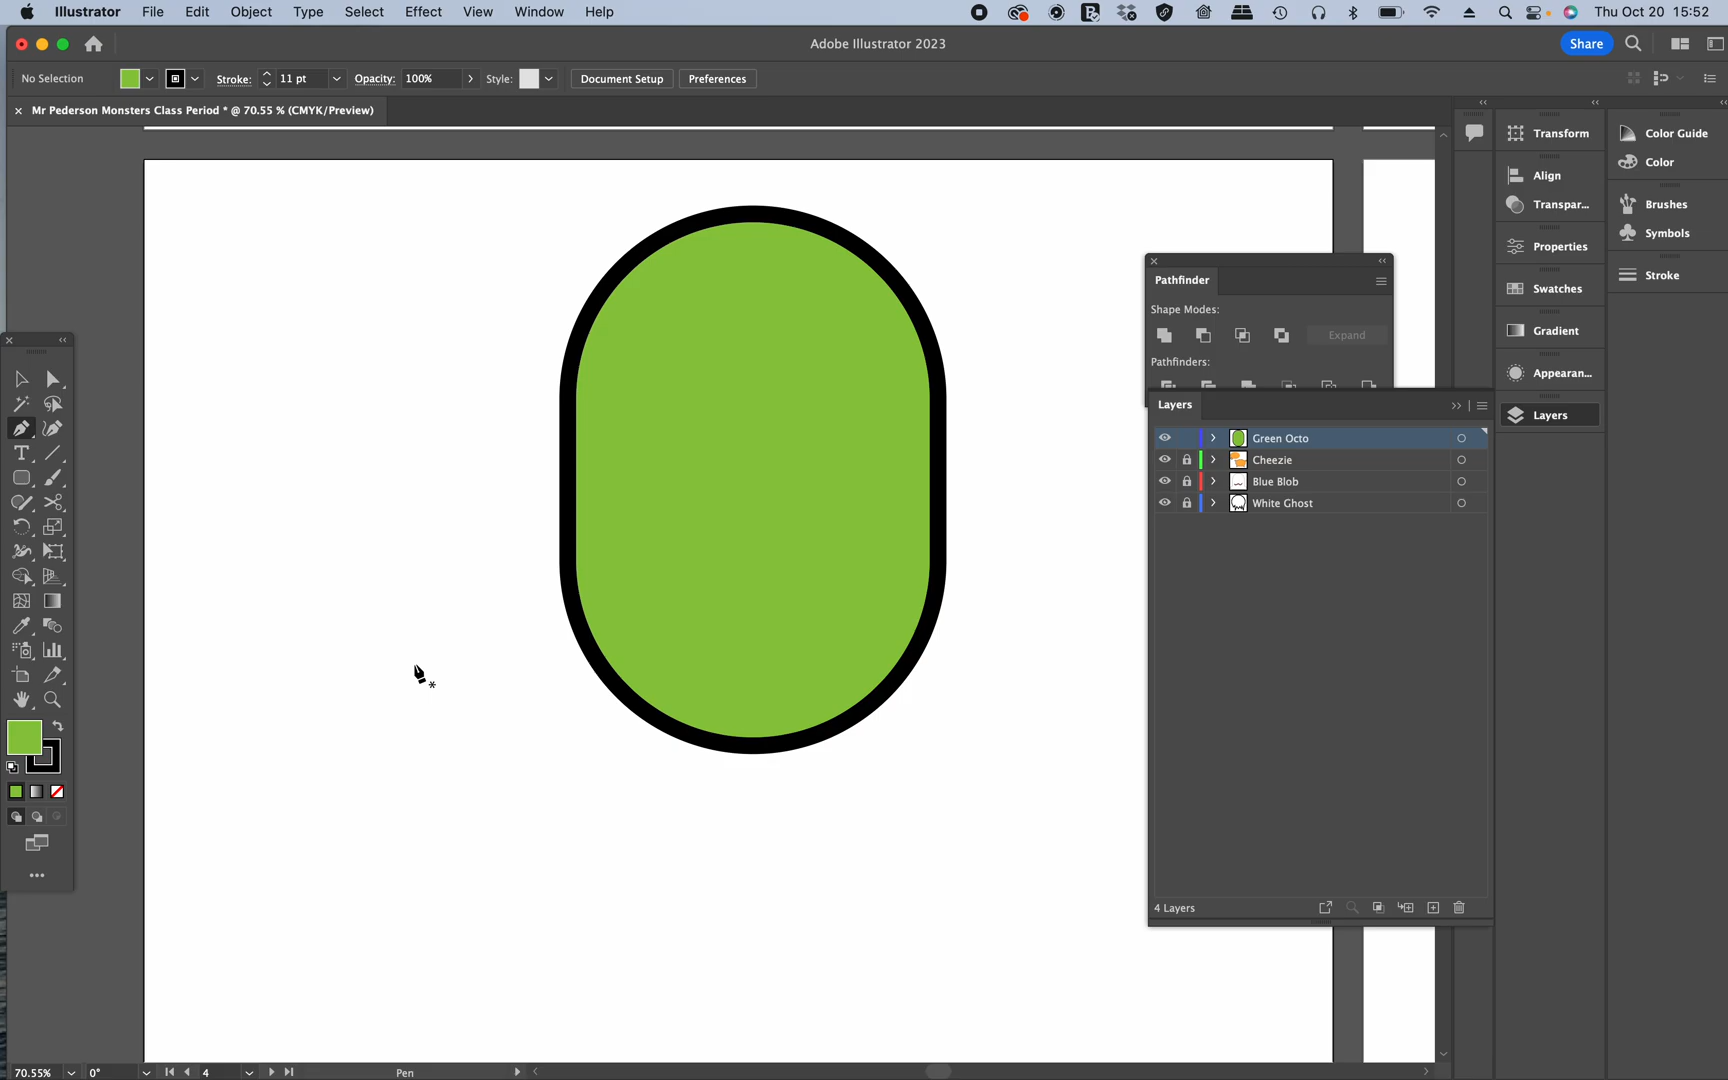 Illustrator File Edit Object Type Select Effect View Window Help Thu Oct 20 15:52
Adobe Illustrator 2023 Share
No Selection Stroke: 11 pt Opacity: 100% Style: Document Setup Preferences
× Mr Pederson Monsters Class Period * @ 70.55 % (CMYK/Preview)
Transform
Color Guide
Color
Align
Transpar...
Brushes
Properties
Symbols
Swatches
Stroke
Gradient
Appearan...
Layers
Pathfinder
Shape Modes:
Expand
Pathfinders:
Layers
Green Octo
Cheezie
Blue Blob
White Ghost
4 Layers
70.55% 0° 4 Pen